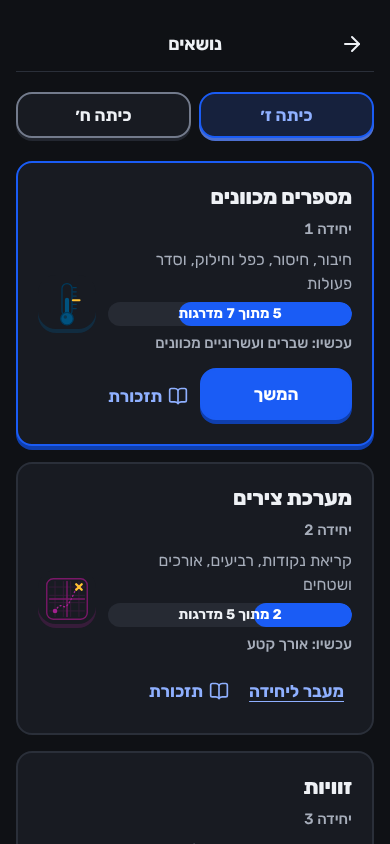 נושאים
כיתה ז׳
כיתה ח׳
מספרים מכוונים
יחידה 1
חיבור, חיסור, כפל וחילוק, וסדר
פעולות
5 מתוך 7 מדרגות
עכשיו: שברים ועשרוניים מכוונים
המשך
תזכורת
מערכת צירים
יחידה 2
קריאת נקודות, רביעים, אורכים
ושטחים
2 מתוך 5 מדרגות
עכשיו: אורך קטע
מעבר ליחידה
תזכורת
זוויות
יחידה 3